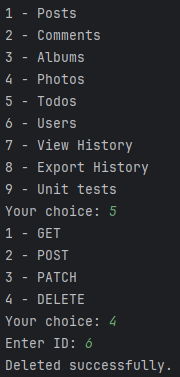 1 - Posts
2 - Comments
3 - Albums
4 - Photos
5 - Todos
6 - Users
7 - View History
8 - Export History
9 - Unit tests
Your choice: 5
1 - GET
2 - POST
3 - PATCH
4 - DELETE
Your choice: 4
Enter ID: 6
Deleted successfully.